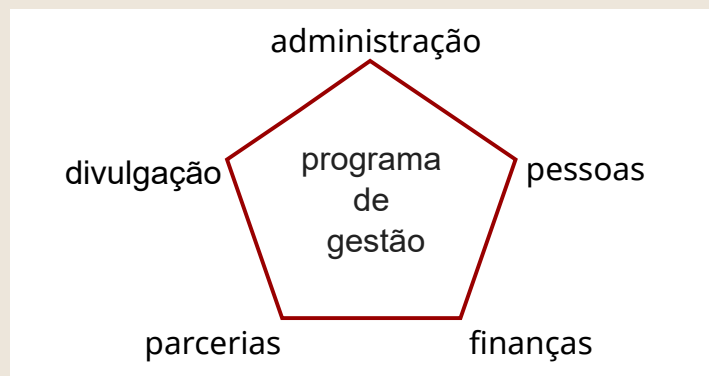 administração
divulgação
programa
de
gestão
pessoas
parcerias
finanças